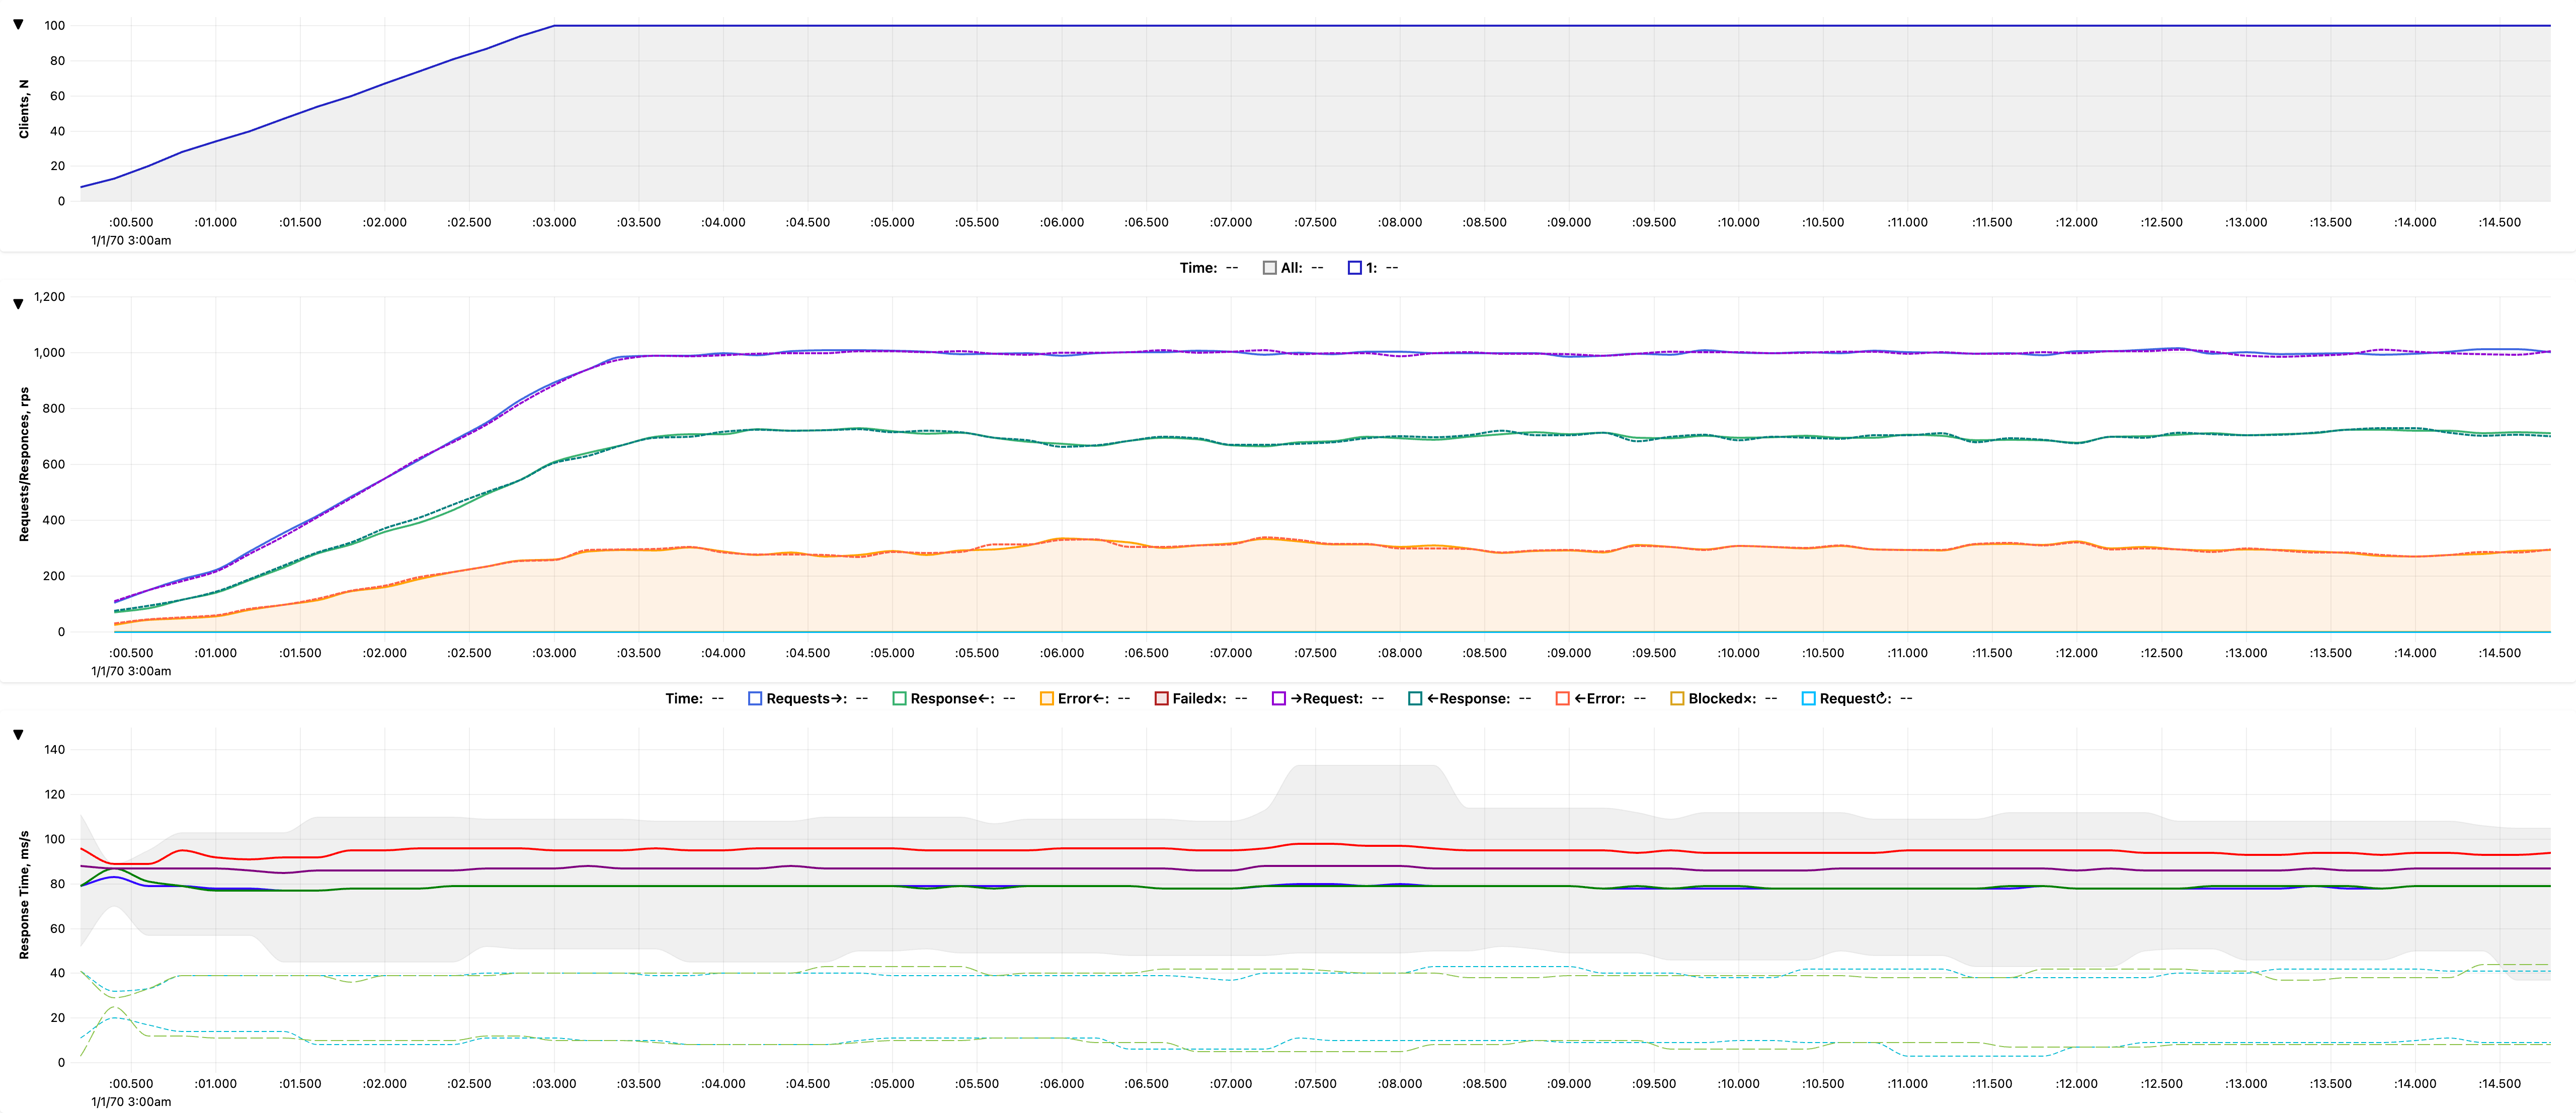 ▼
Clients, N
100
80
60
40
20
0
:00.500 :01.000 :01.500 :02.000 :02.500 :03.000 :03.500 :04.000 :04.500 :05.000 :05.500 :06.000 :06.500 :07.000 :07.500 :08.000 :08.500 :09.000 :09.500 :10.000 :10.500 :11.000 :11.500 :12.000 :12.500 :13.000 :13.500 :14.000 :14.500
1/1/70 3:00am
Time: -- All: -- 1: --
▼
Requests/Responces, rps
1,200
1,000
800
600
400
200
0
:00.500 :01.000 :01.500 :02.000 :02.500 :03.000 :03.500 :04.000 :04.500 :05.000 :05.500 :06.000 :06.500 :07.000 :07.500 :08.000 :08.500 :09.000 :09.500 :10.000 :10.500 :11.000 :11.500 :12.000 :12.500 :13.000 :13.500 :14.000 :14.500
1/1/70 3:00am
Time: -- Requests→: -- Response←: -- Error←: -- Failed×: -- →Request: -- ←Response: -- ←Error: -- Blocked×: -- Request↻: --
▼
Response Time, ms/s
140
120
100
80
60
40
20
0
:00.500 :01.000 :01.500 :02.000 :02.500 :03.000 :03.500 :04.000 :04.500 :05.000 :05.500 :06.000 :06.500 :07.000 :07.500 :08.000 :08.500 :09.000 :09.500 :10.000 :10.500 :11.000 :11.500 :12.000 :12.500 :13.000 :13.500 :14.000 :14.500
1/1/70 3:00am